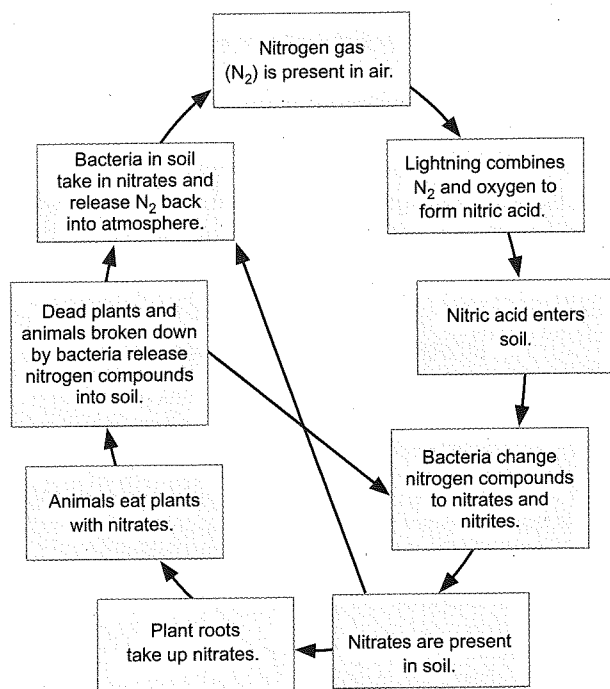 Nitrogen gas
(N₂) is present in air.
Lightning combines
N₂ and oxygen to
form nitric acid.
Nitric acid enters
soil.
Bacteria change
nitrogen compounds
to nitrates and
nitrites.
Nitrates are present
in soil.
Plant roots
take up nitrates.
Animals eat plants
with nitrates.
Dead plants and
animals broken down
by bacteria release
nitrogen compounds
into soil.
Bacteria in soil
take in nitrates and
release N₂ back
into atmosphere.